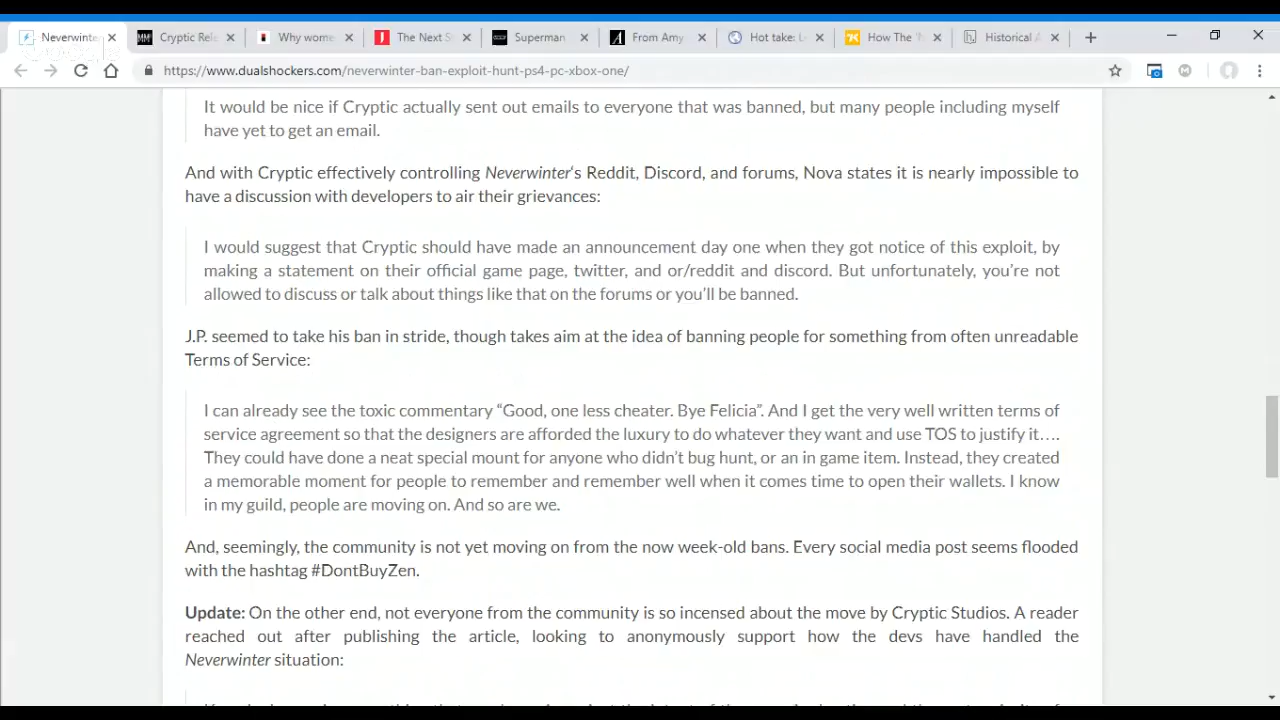 Neverwinter
Cryptic Rel
Why wome
The Next S
Superman
From Amy
Hot take: L
How The 'N
Historical A
https://www.dualshockers.com/neverwinter-ban-exploit-hunt-ps4-pc-xbox-one/
It would be nice if Cryptic actually sent out emails to everyone that was banned, but many people including myself
have yet to get an email.
And with Cryptic effectively controlling Neverwinter's Reddit, Discord, and forums, Nova states it is nearly impossible to
have a discussion with developers to air their grievances:
I would suggest that Cryptic should have made an announcement day one when they got notice of this exploit, by
making a statement on their official game page, twitter, and or/reddit and discord. But unfortunately, you're not
allowed to discuss or talk about things like that on the forums or you'll be banned.
J.P. seemed to take his ban in stride, though takes aim at the idea of banning people for something from often unreadable
Terms of Service:
I can already see the toxic commentary “Good, one less cheater. Bye Felicia”. And I get the very well written terms of
service agreement so that the designers are afforded the luxury to do whatever they want and use TOS to justify it….
They could have done a neat special mount for anyone who didn't bug hunt, or an in game item. Instead, they created
a memorable moment for people to remember and remember well when it comes time to open their wallets. I know
in my guild, people are moving on. And so are we.
And, seemingly, the community is not yet moving on from the now week-old bans. Every social media post seems flooded
with the hashtag #DontBuyZen.
Update: On the other end, not everyone from the community is so incensed about the move by Cryptic Studios. A reader
reached out after publishing the article, looking to anonymously support how the devs have handled the
Neverwinter situation: